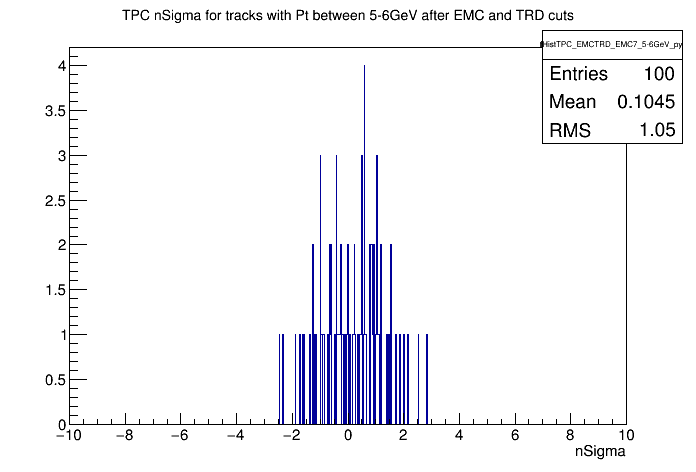 TPC nSigma for tracks with Pt between 5-6GeV after EMC and TRD cuts
HistTPC_EMCTRD_EMC7_5-6GeV_py
Entries 100
Mean 0.1045
RMS 1.05
4
3.5
3
2.5
2
1.5
1
0.5
0
−10 −8 −6 −4 −2 0 2 4 6 8 10
nSigma